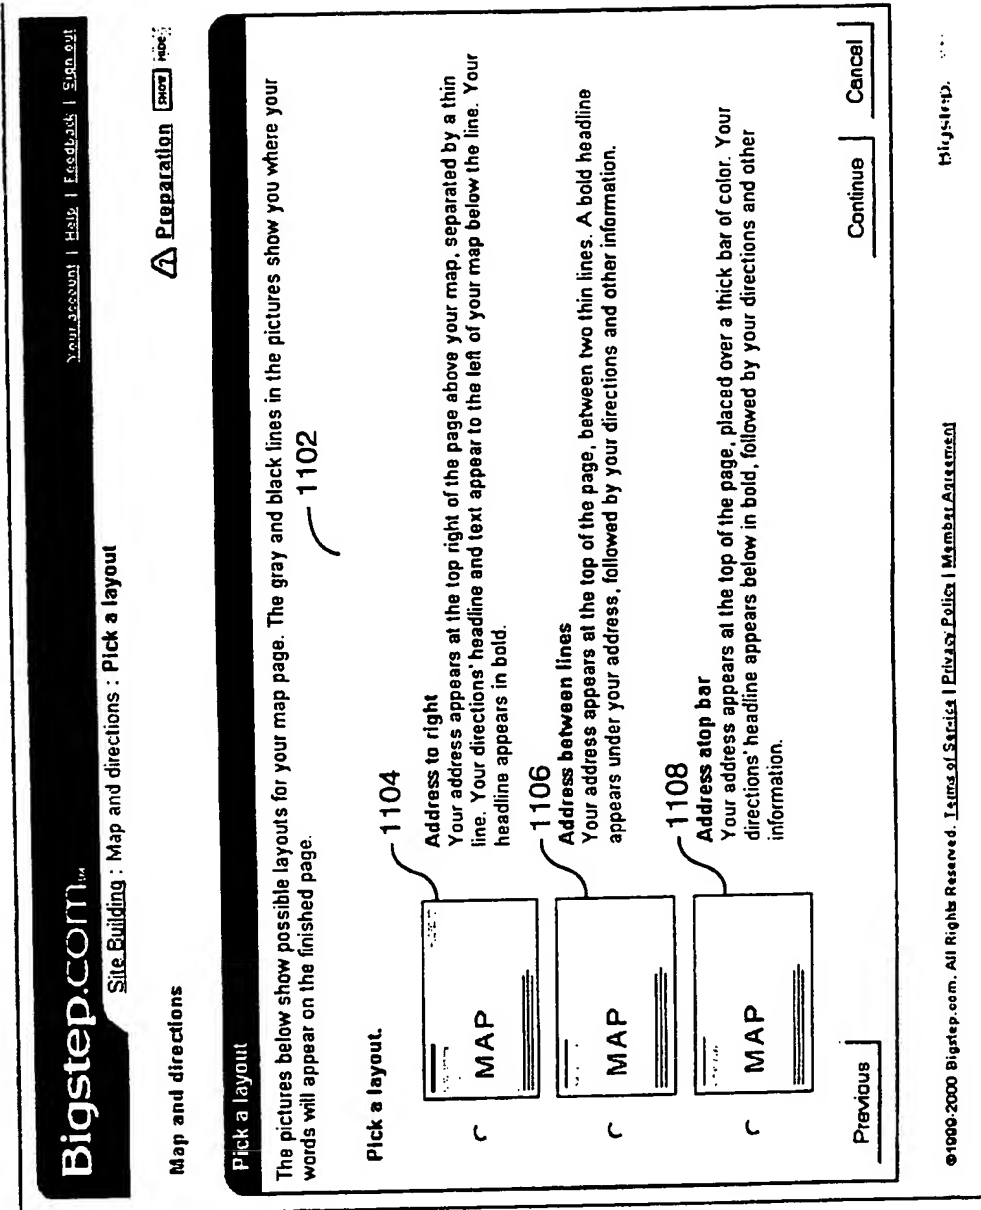 Bigstep.com
Your account | Help | Feedback | Sign out
Site Building : Map and directions : Pick a layout
Map and directions
Preparation SHOW HIDE
Pick a layout
The pictures below show possible layouts for your map page. The gray and black lines in the pictures show you where your
words will appear on the finished page.
1102
Pick a layout.
1104
MAP
Address to right
Your address appears at the top right of the page above your map, separated by a thin
line. Your directions' headline and text appear to the left of your map below the line. Your
headline appears in bold.
1106
MAP
Address between lines
Your address appears at the top of the page, between two thin lines. A bold headline
appears under your address, followed by your directions and other information.
1108
MAP
Address atop bar
Your address appears at the top of the page, placed over a thick bar of color. Your
directions' headline appears below in bold, followed by your directions and other
information.
Previous
Continue
Cancel
©1999-2000 Bigstep.com. All Rights Reserved. Terms of Service | Privacy Policy | Member Agreement
Bigstep.